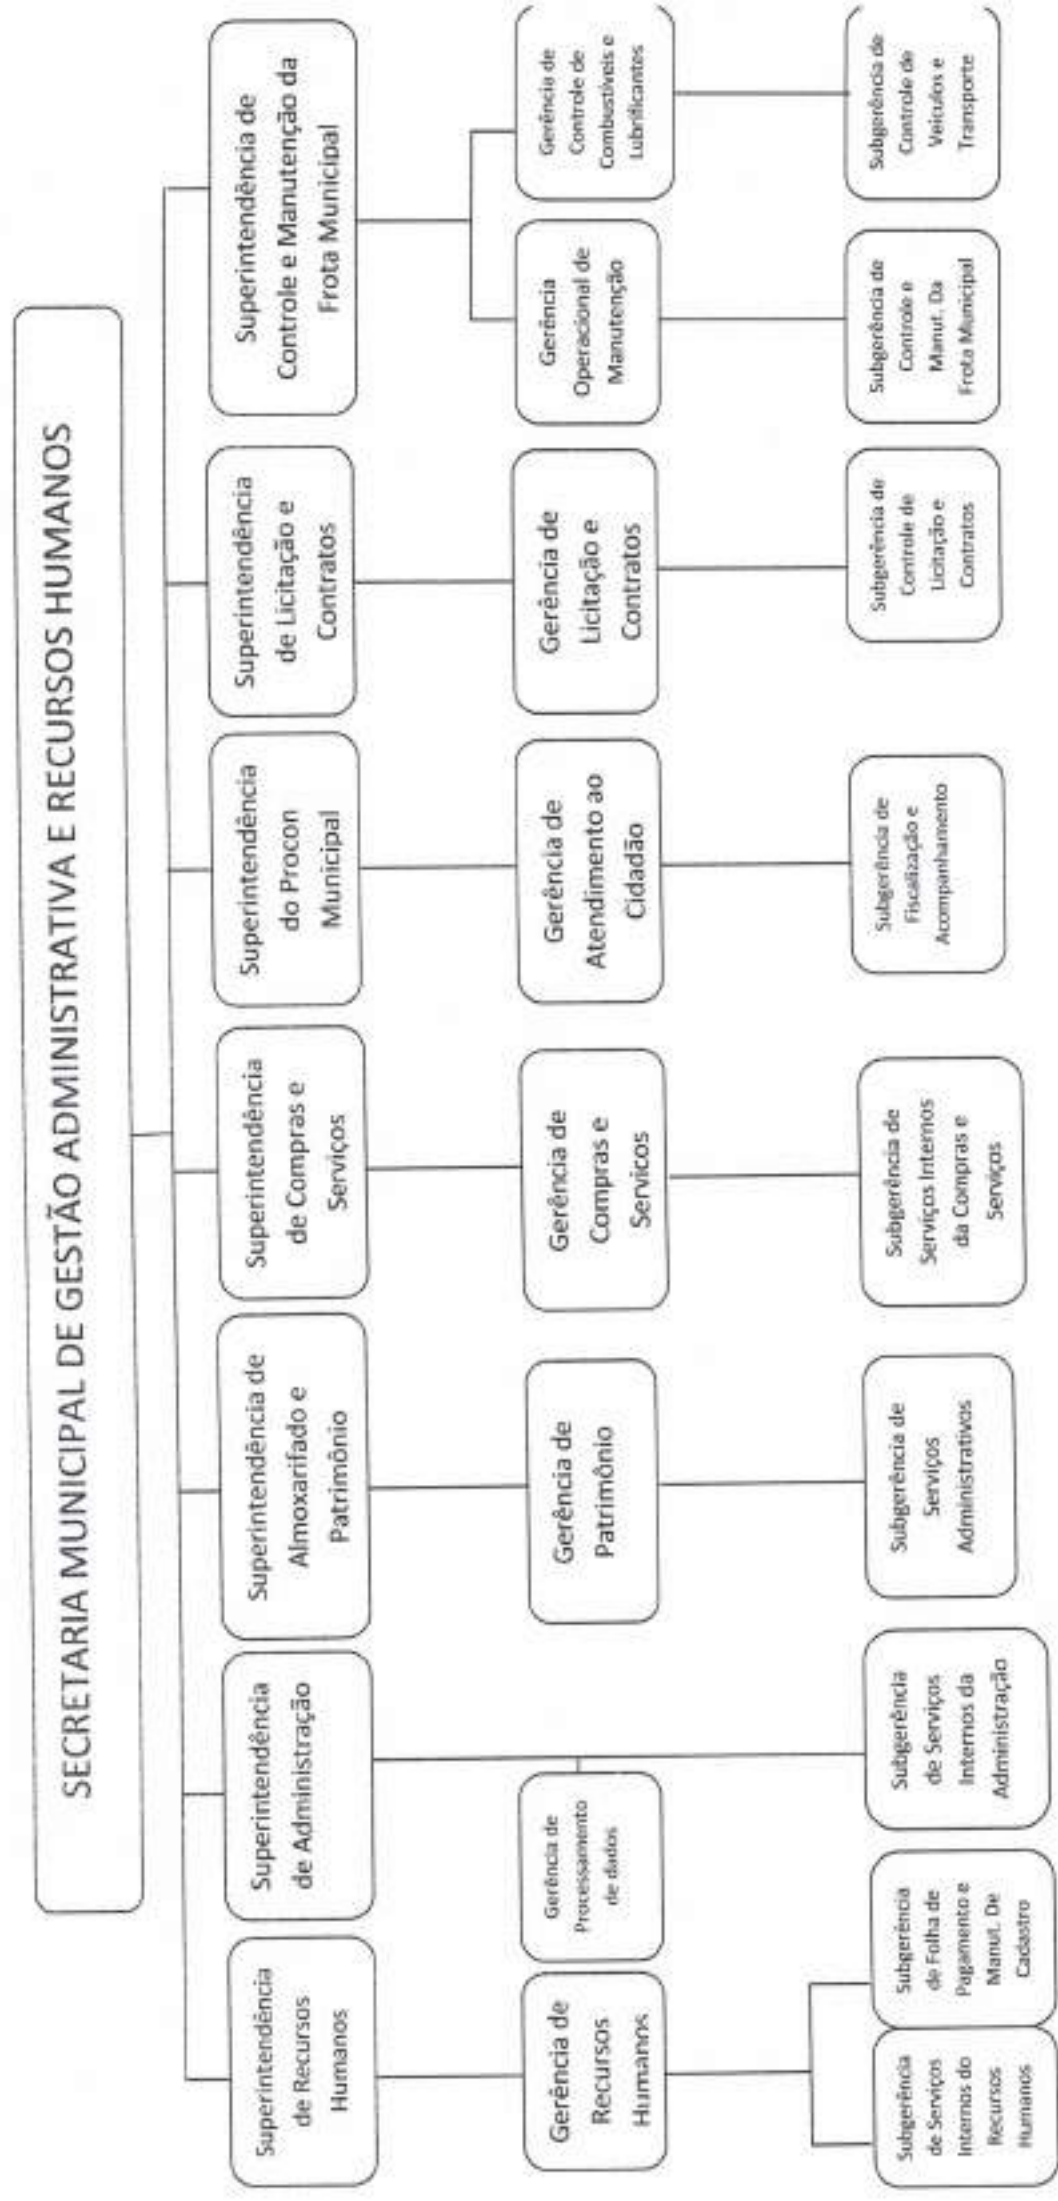 SECRETARIA MUNICIPAL DE GESTÃO ADMINISTRATIVA E RECURSOS HUMANOS
Superintendência
de Recursos
Humanos
Superintendência
de Administração
Superintendência de
Almoxarifado e
Patrimônio
Superintendência
de Compras e
Serviços
Superintendência
do Procon
Municipal
Superintendência
de Licitação e
Contratos
Superintendência de
Controle e Manutenção da
Frota Municipal
Gerência de
Recursos
Humanos
Gerência de
Processamento
de dados
Gerência de
Patrimônio
Gerência de
Compras e
Servicos
Gerência de
Atendimento ao
Cidadão
Gerência de
Licitação e
Contratos
Gerência
Operacional de
Manutenção
Gerência de
Controle de
Combustíveis e
Lubrificantes
Subgerência
de Serviços
Internos do
Recursos
Humanos
Subgerência
de Folha de
Pagamento e
Manut. De
Cadastro
Subgerência
de Serviços
Internos da
Administração
Subgerência de
Serviços
Administrativos
Subgerência de
Serviços Internos
da Compras e
Serviços
Subgerência de
Fiscalização e
Acompanhamento
Subgerência de
Controle de
Licitação e
Contratos
Subgerência de
Controle e
Manut. Da
Frota Municipal
Subgerência de
Controle de
Veículos e
Transporte